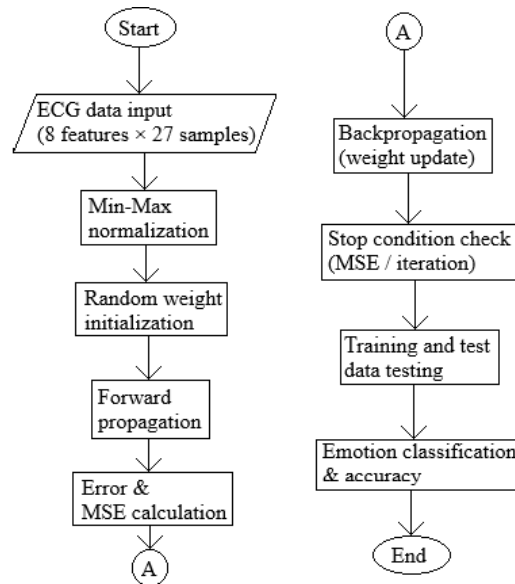 Start
ECG data input
(8 features × 27 samples)
Min-Max
normalization
Random weight
initialization
Forward
propagation
Error &
MSE calculation
A
A
Backpropagation
(weight update)
Stop condition check
(MSE / iteration)
Training and test
data testing
Emotion classification
& accuracy
End